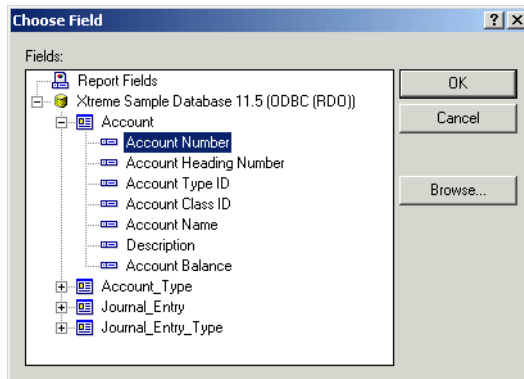 Choose Field
Fields:
Report Fields
Xtreme Sample Database 11.5 (ODBC (RDO))
Account
Account Number
Account Heading Number
Account Type ID
Account Class ID
Account Name
Description
Account Balance
Account_Type
Journal_Entry
Journal_Entry_Type
OK
Cancel
Browse...